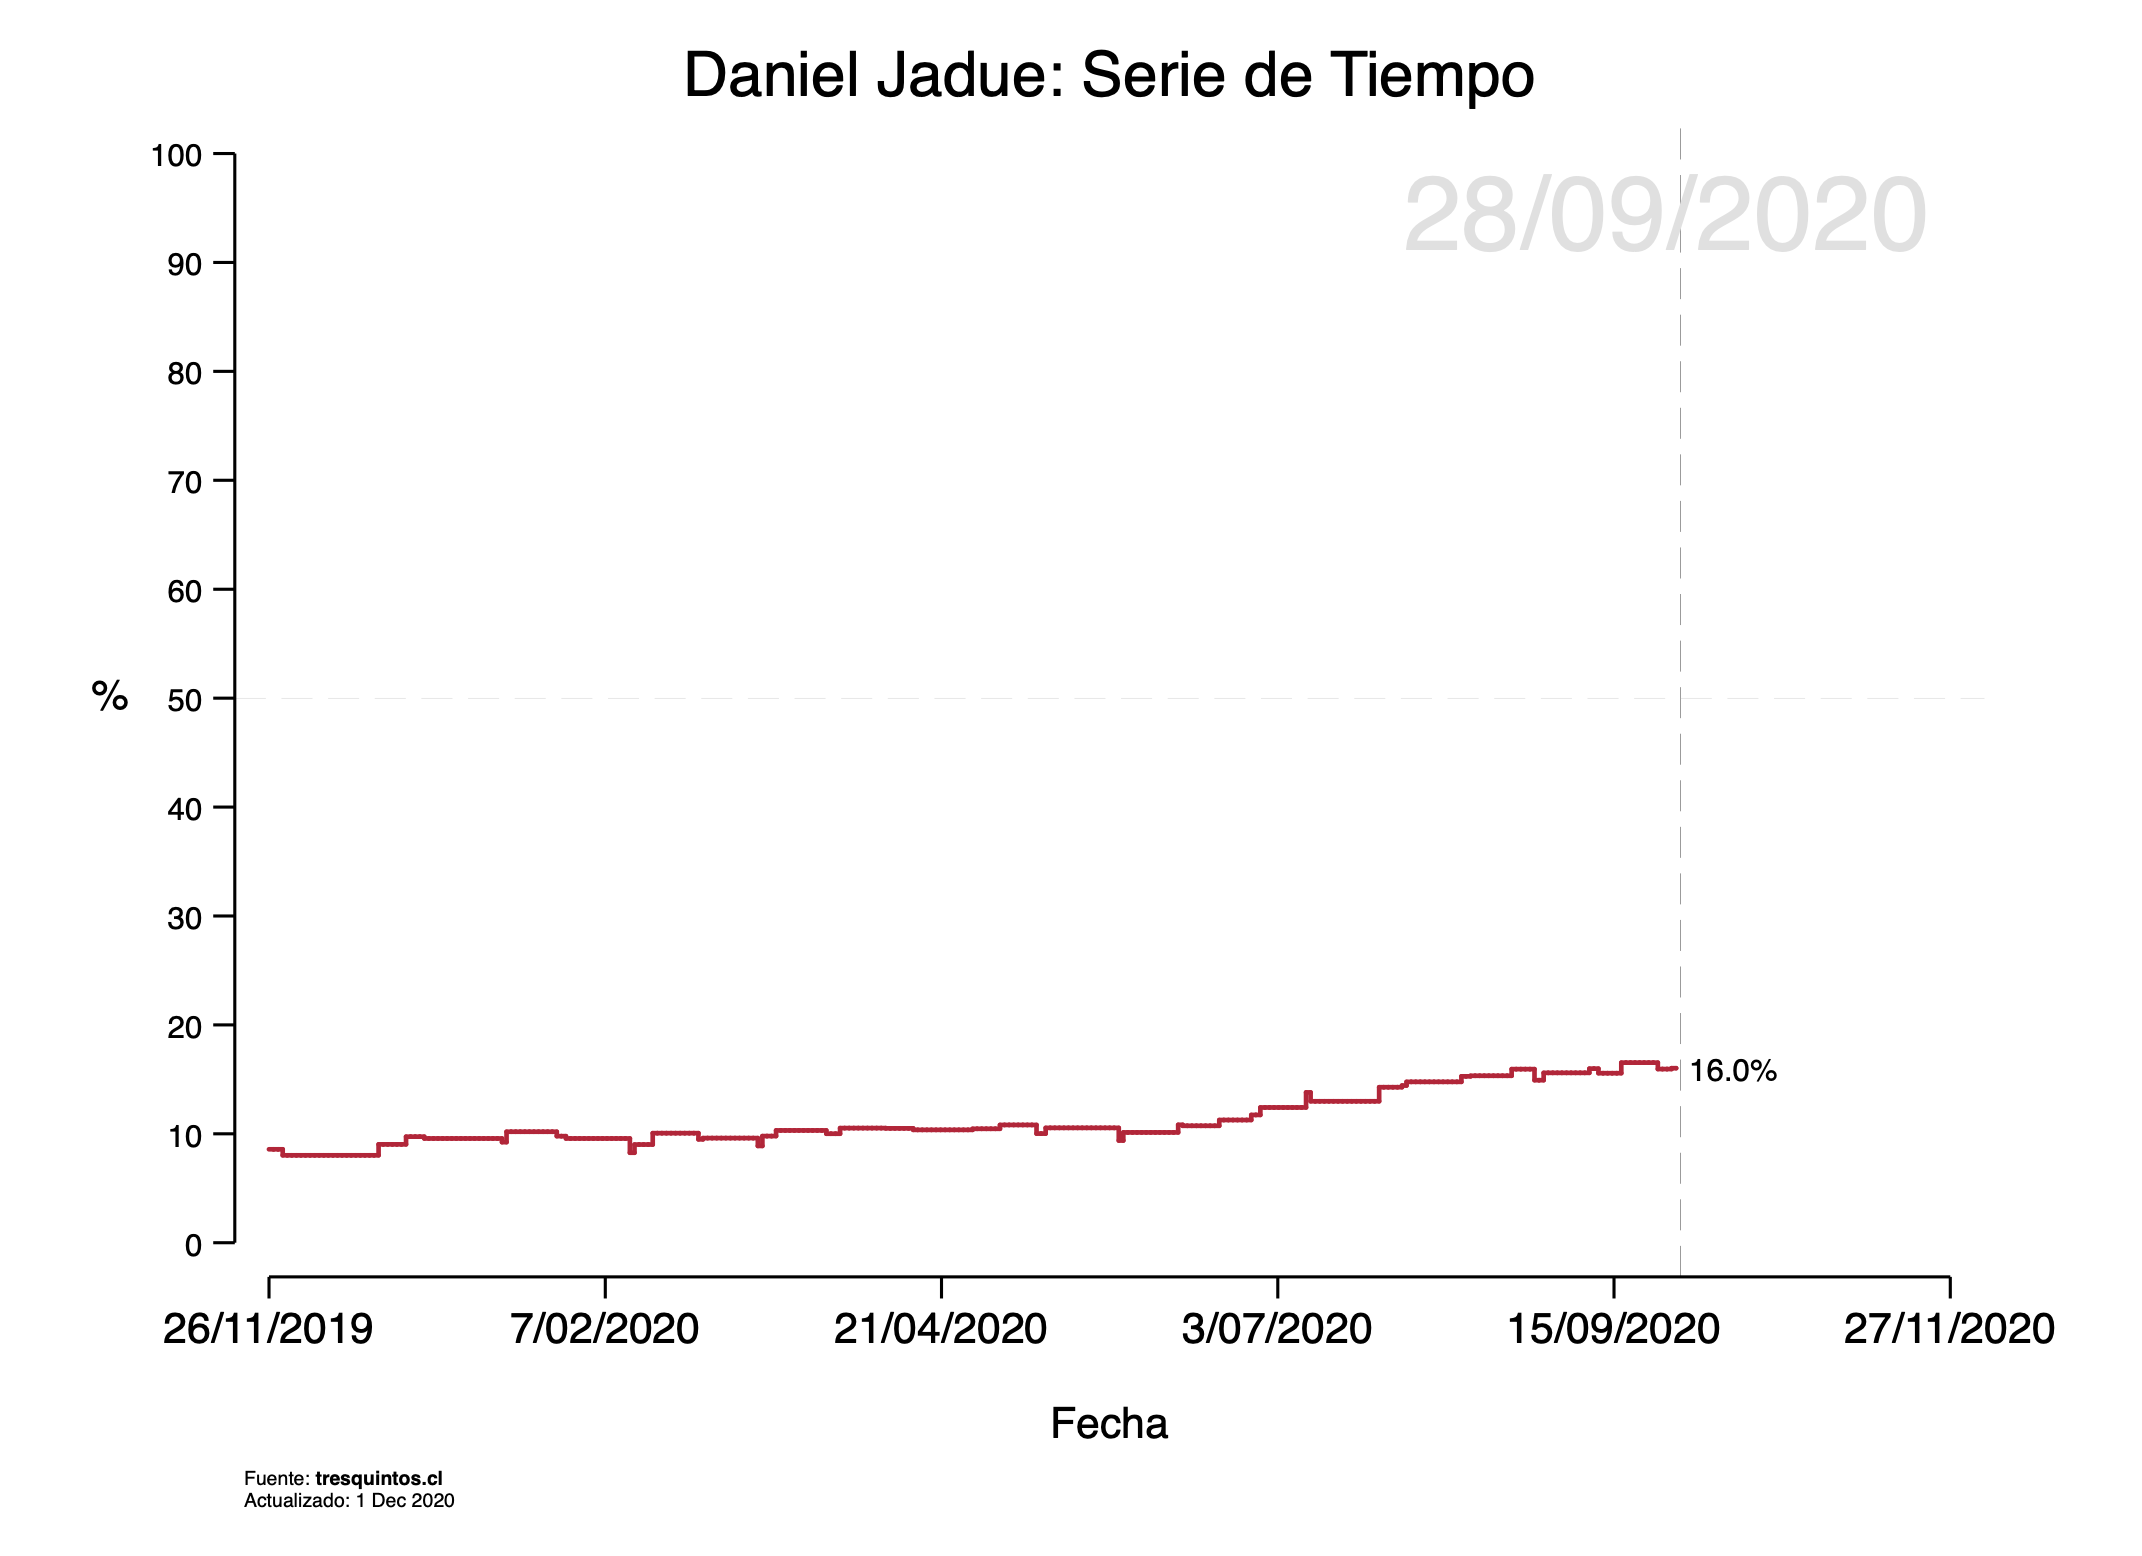 Daniel Jadue: Serie de Tiempo
28/09/2020
100
90
80
70
60
50
40
30
20
10
0
%
16.0%
26/11/2019 7/02/2020 21/04/2020 3/07/2020 15/09/2020 27/11/2020
Fecha
Fuente: tresquintos.cl
Actualizado: 1 Dec 2020